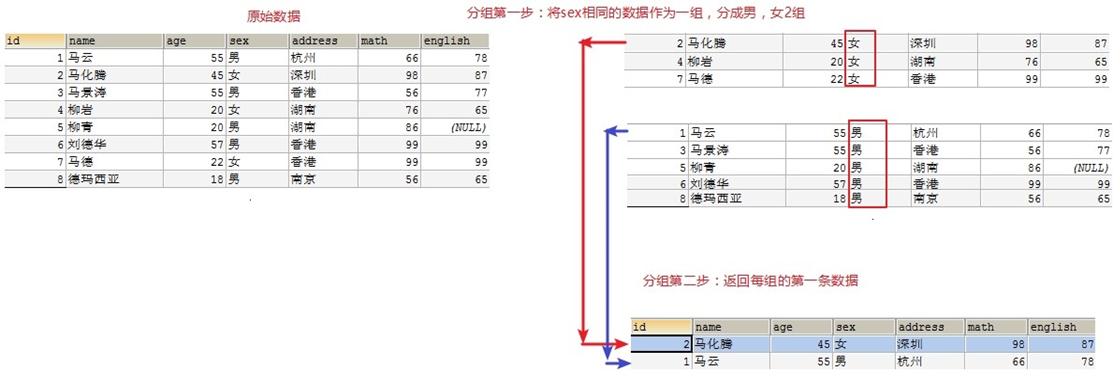 原始数据
id name age sex address math english
1 马云 55 男 杭州 66 78
2 马化腾 45 女 深圳 98 87
3 马景涛 55 男 香港 56 77
4 柳岩 20 女 湖南 76 65
5 柳青 20 男 湖南 86 (NULL)
6 刘德华 57 男 香港 99 99
7 马德 22 女 香港 99 99
8 德玛西亚 18 男 南京 56 65
分组第一步：将sex相同的数据作为一组，分成男，女2组
2 马化腾 45 女 深圳 98 87
4 柳岩 20 女 湖南 76 65
7 马德 22 女 香港 99 99
1 马云 55 男 杭州 66 78
3 马景涛 55 男 香港 56 77
5 柳青 20 男 湖南 86 (NULL)
6 刘德华 57 男 香港 99 99
8 德玛西亚 18 男 南京 56 65
分组第二步：返回每组的第一条数据
id name age sex address math english
2 马化腾 45 女 深圳 98 87
1 马云 55 男 杭州 66 78